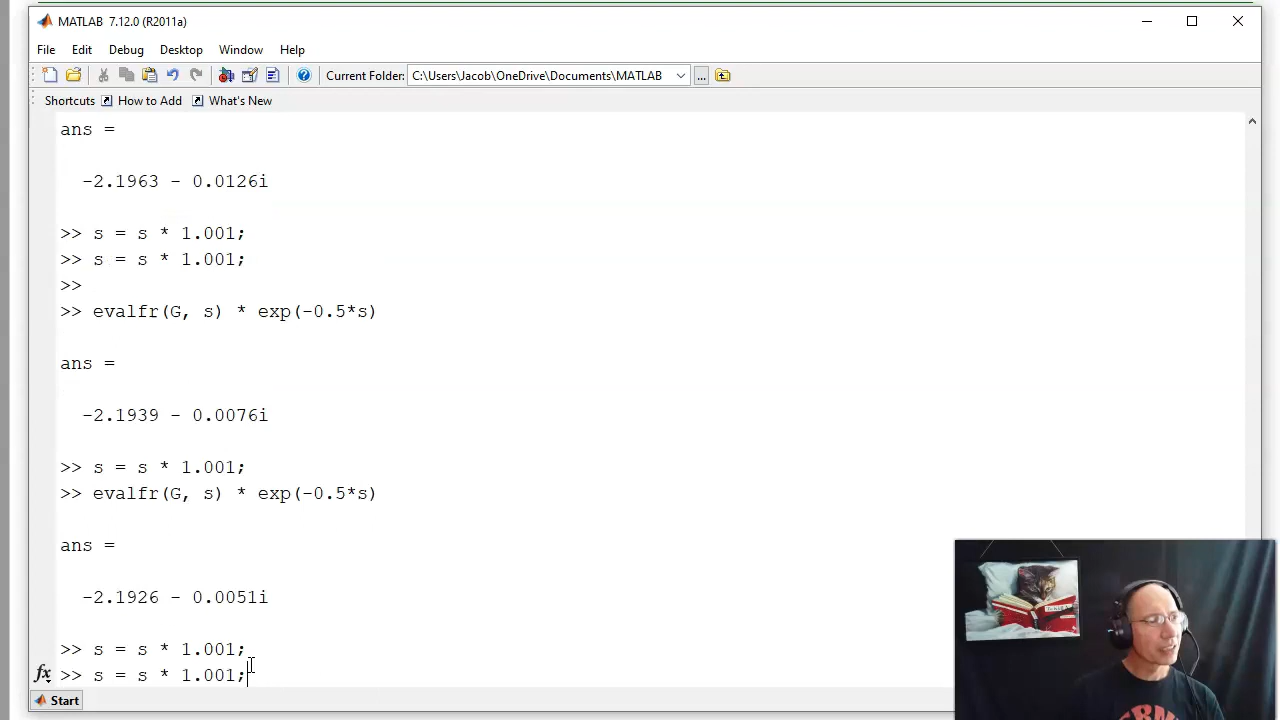 MATLAB 7.12.0 (R2011a)
File Edit Debug Desktop Window Help
Current Folder: C:\Users\Jacob\OneDrive\Documents\MATLAB ...
Shortcuts How to Add What's New
ans =
-2.1963 - 0.0126i
>> s = s * 1.001;
>> s = s * 1.001;
>>
>> evalfr(G, s) * exp(-0.5*s)
ans =
-2.1939 - 0.0076i
>> s = s * 1.001;
>> evalfr(G, s) * exp(-0.5*s)
ans =
-2.1926 - 0.0051i
>> s = s * 1.001;
fx >> s = s * 1.001;
Start